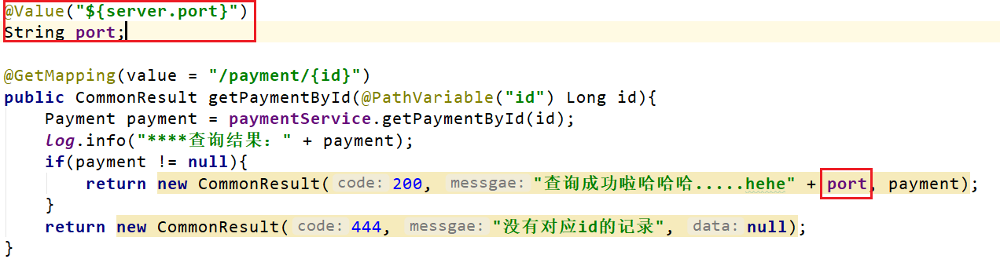 @Value("${server.port}")
String port;
@GetMapping(value = "/payment/{id}")
public CommonResult getPaymentById(@PathVariable("id") Long id){
Payment payment = paymentService.getPaymentById(id);
log.info("****查询结果：" + payment);
if(payment != null){
return new CommonResult( code: 200, messgae: "查询成功啦哈哈哈.....hehe" + port, payment);
}
return new CommonResult( code: 444, messgae: "没有对应id的记录", data: null);
}